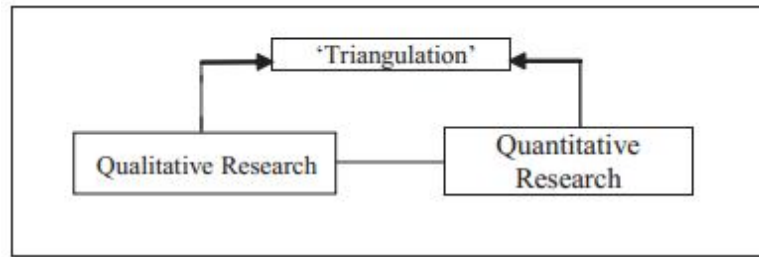 ‘Triangulation’
Qualitative Research
Quantitative
Research